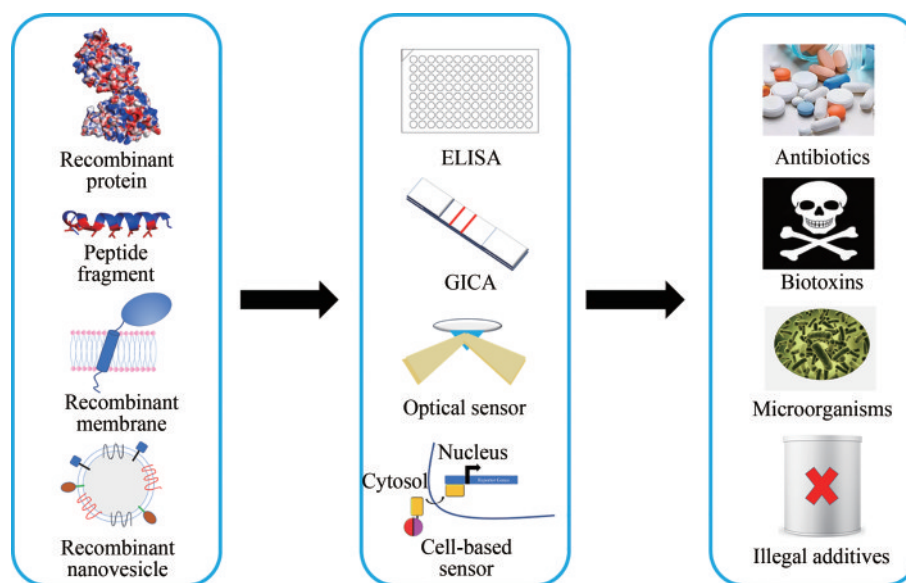 Recombinant
protein
Peptide
fragment
Recombinant
membrane
Recombinant
nanovesicle
ELISA
GICA
Optical sensor
Nucleus
Cytosol
Cell-based
sensor
Antibiotics
Biotoxins
Microorganisms
Illegal additives